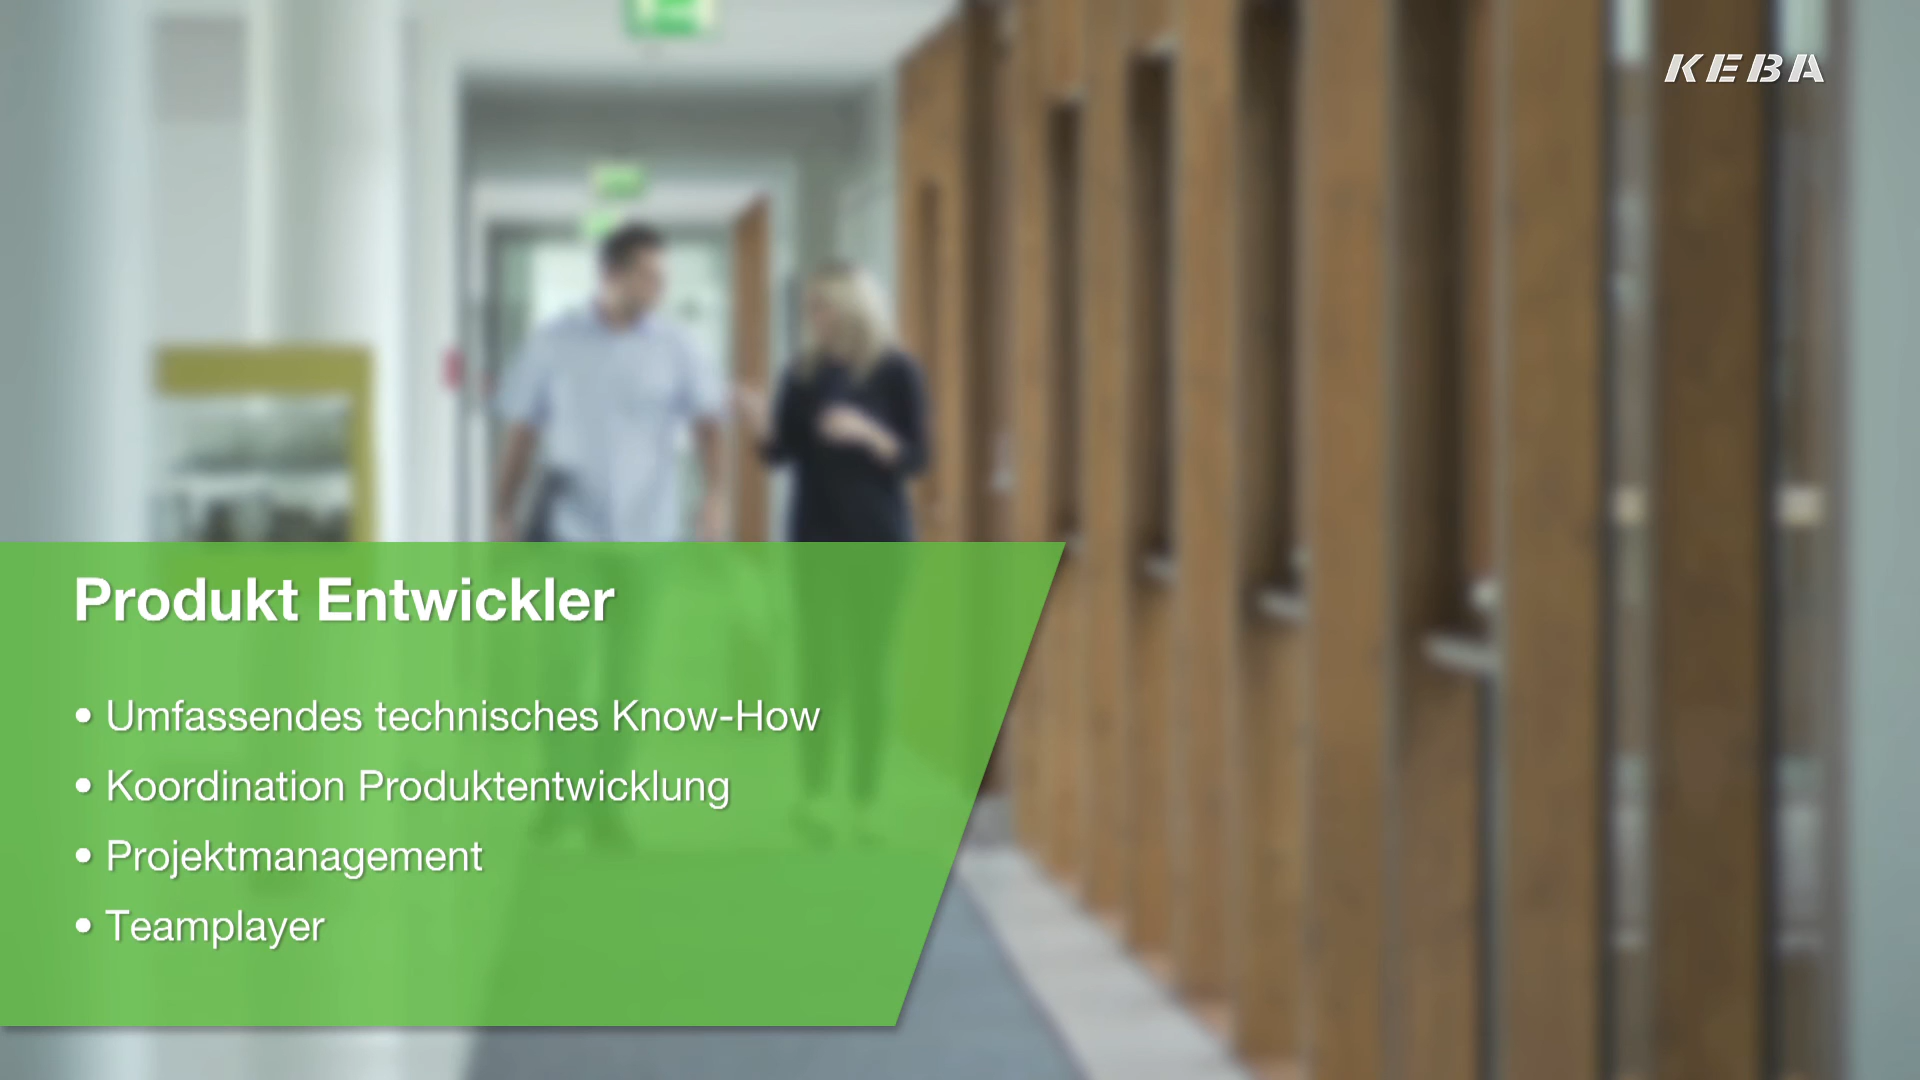 KEBA
Produkt Entwickler
• Umfassendes technisches Know-How
• Koordination Produktentwicklung
• Projektmanagement
• Teamplayer